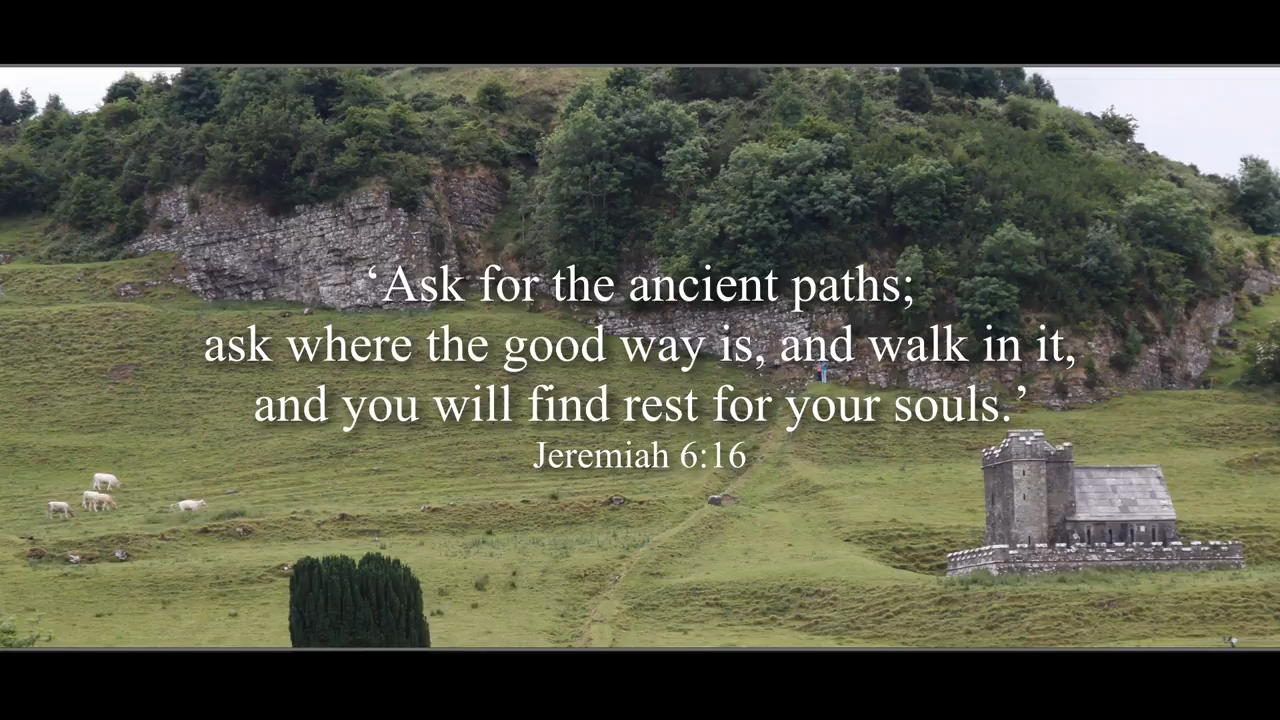 ‘Ask for the ancient paths;
ask where the good way is, and walk in it,
and you will find rest for your souls.’
Jeremiah 6:16